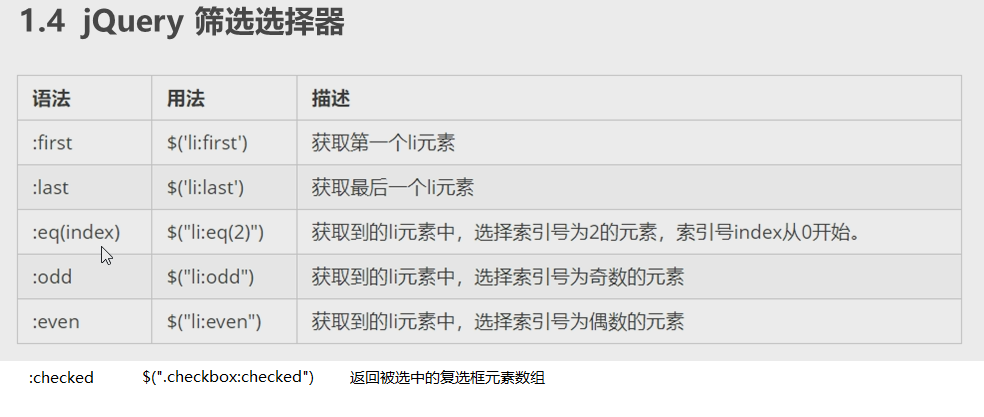 1.4 jQuery 筛选选择器
语法 用法 描述
:first $('li:first') 获取第一个li元素
:last $('li:last') 获取最后一个li元素
:eq(index) $("li:eq(2)") 获取到的li元素中，选择索引号为2的元素，索引号index从0开始。
:odd $("li:odd") 获取到的li元素中，选择索引号为奇数的元素
:even $("li:even") 获取到的li元素中，选择索引号为偶数的元素
:checked $(".checkbox:checked") 返回被选中的复选框元素数组